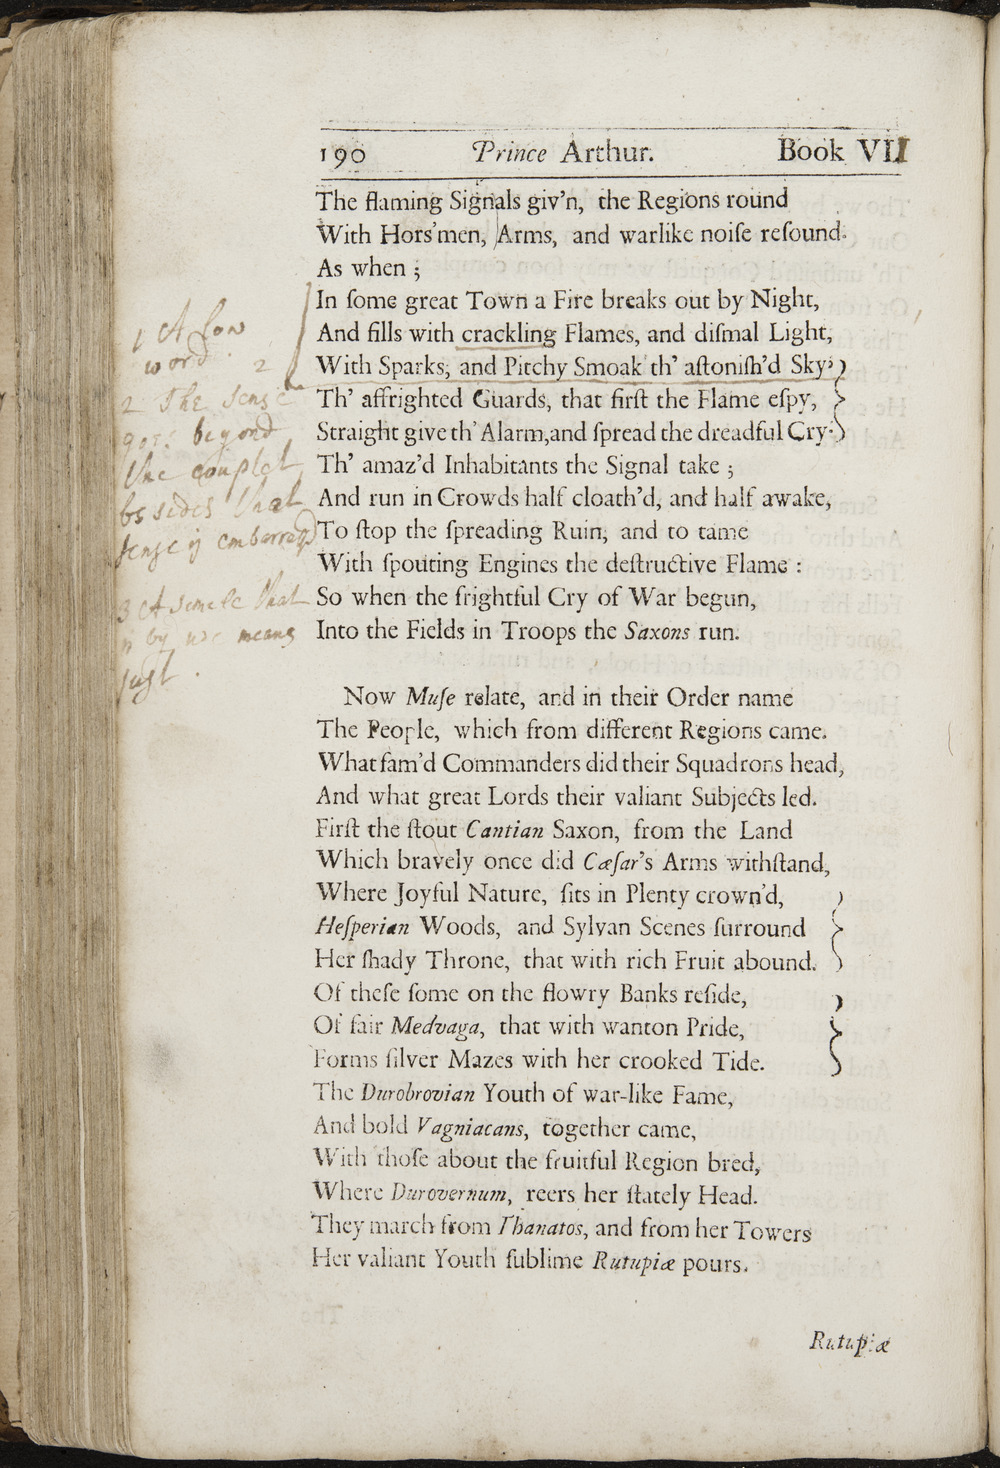 190 Prince Arthur. Book VII
The flaming Signals giv'n, the Regions round
With Hors'men, Arms, and warlike noiſe reſound.
As when ;
In ſome great Town a Fire breaks out by Night,
And fills with crackling Flames, and diſmal Light,
With Sparks, and Pitchy Smoak th' aſtoniſh'd Sky,
Th' affrighted Guards, that firſt the Flame eſpy,
Straight give th' Alarm, and ſpread the dreadful Cry.
Th' amaz'd Inhabitants the Signal take ;
And run in Crowds half cloath'd, and half awake,
To ſtop the ſpreading Ruin, and to tame
With ſpouting Engines the deſtructive Flame :
So when the frightful Cry of War begun,
Into the Fields in Troops the Saxons run.
Now Muſe relate, and in their Order name
The People, which from different Regions came.
What fam'd Commanders did their Squadrons head,
And what great Lords their valiant Subjects led.
Firſt the ſtout Cantian Saxon, from the Land
Which bravely once did Cæſar's Arms withſtand,
Where Joyful Nature, ſits in Plenty crown'd,
Heſperian Woods, and Sylvan Scenes ſurround
Her ſhady Throne, that with rich Fruit abound.
Of theſe ſome on the flowry Banks reſide,
Of fair Medvaga, that with wanton Pride,
Forms ſilver Mazes with her crooked Tide.
The Durobrovian Youth of war-like Fame,
And bold Vagniacans, together came,
With thoſe about the fruitful Region bred,
Where Durovernum, reers her ſtately Head.
They march from Thanatos, and from her Towers
Her valiant Youth ſublime Rutupiæ pours.
Rutupiæ
1 A low
word 2
2 The sense
goes beyond
the couplet
besides that
sense is
3 A simele that
is by noe means
just.